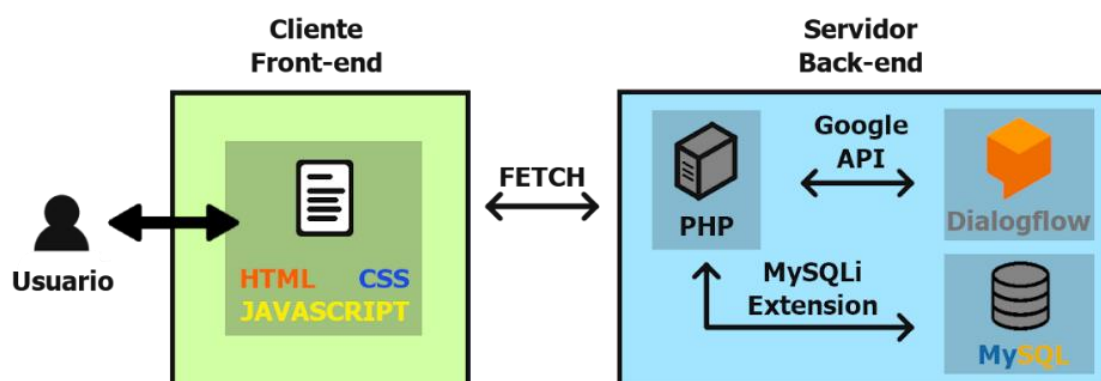 Cliente
Front-end
Servidor
Back-end
Usuario
HTML CSS
JAVASCRIPT
FETCH
PHP
Google
API
Dialogflow
MySQLi
Extension
MySQL